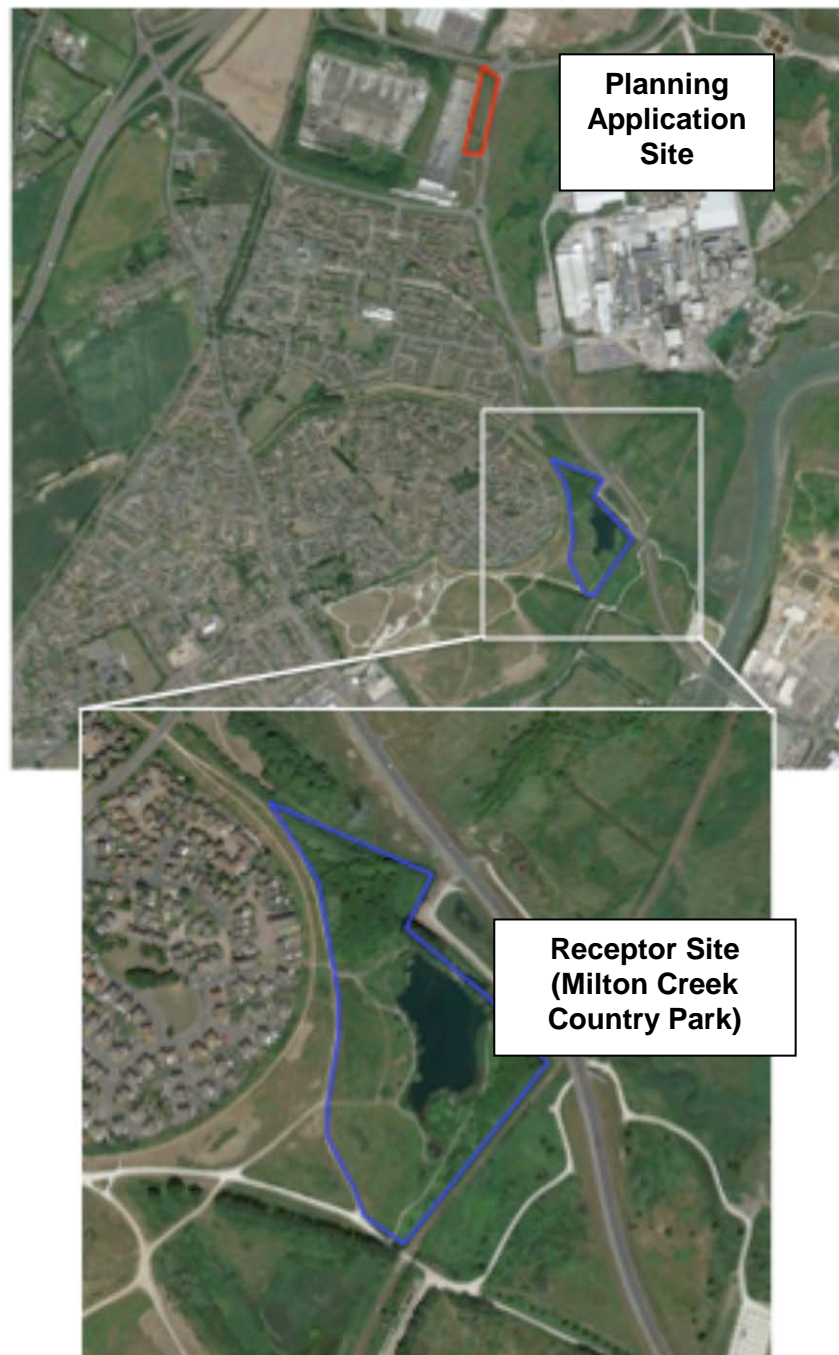 Planning
Application
Site
Receptor Site
(Milton Creek
Country Park)